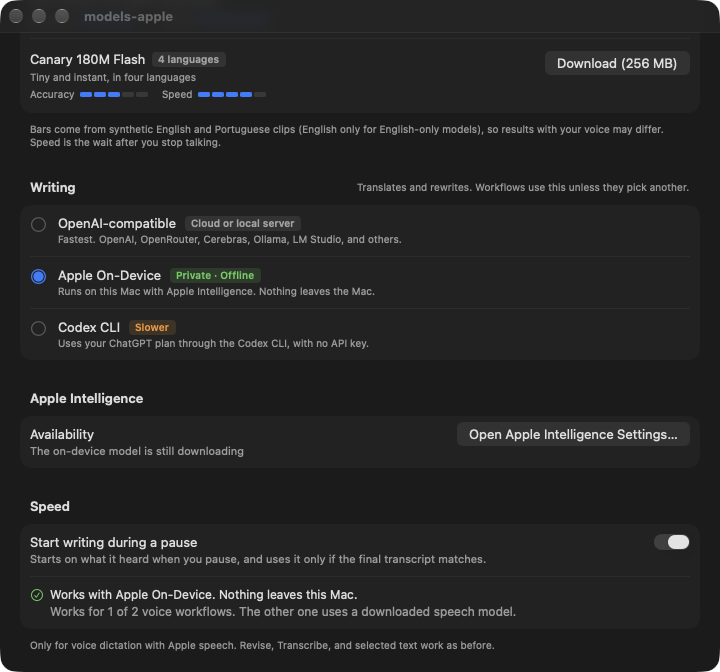 models-apple
Canary 180M Flash 4 languages
Download (256 MB)
Tiny and instant, in four languages
Accuracy Speed
Bars come from synthetic English and Portuguese clips (English only for English-only models), so results with your voice may differ.
Speed is the wait after you stop talking.
Writing
Translates and rewrites. Workflows use this unless they pick another.
OpenAI-compatible Cloud or local server
Fastest. OpenAI, OpenRouter, Cerebras, Ollama, LM Studio, and others.
Apple On-Device Private · Offline
Runs on this Mac with Apple Intelligence. Nothing leaves the Mac.
Codex CLI Slower
Uses your ChatGPT plan through the Codex CLI, with no API key.
Apple Intelligence
Availability
Open Apple Intelligence Settings...
The on-device model is still downloading
Speed
Start writing during a pause
Starts on what it heard when you pause, and uses it only if the final transcript matches.
Works with Apple On-Device. Nothing leaves this Mac.
Works for 1 of 2 voice workflows. The other one uses a downloaded speech model.
Only for voice dictation with Apple speech. Revise, Transcribe, and selected text work as before.